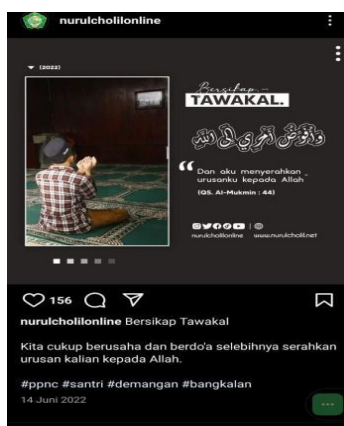 nurulcholilonline
(2022)
Bersikap.-
TAWAKAL.
وَأُفَوِّضُ أَمْرِي إِلَى اللهِ
“ Dan aku menyerahkan
urusanku kepada Allah „
(QS. Al-Mukmin : 44)
nurulcholilonline www.nurulcholil.net
156
nurulcholilonline Bersikap Tawakal
Kita cukup berusaha dan berdo'a selebihnya serahkan
urusan kalian kepada Allah.
#ppnc #santri #demangan #bangkalan
14 Juni 2022